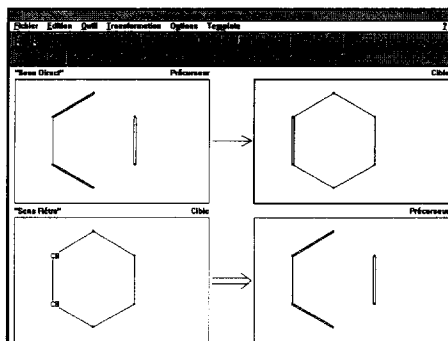 Fichier Edition Outil Transformation Options Template ?
"Sens Direct" Précurseur Cible
"Sens Rétro" Cible Précurseur